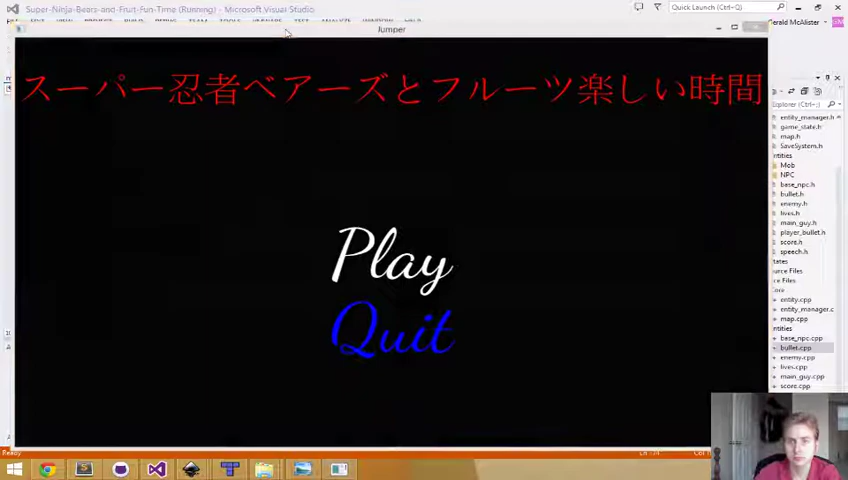 Super-Ninja-Bears-and-Fruit-Fun-Time (Running) - Microsoft Visual Studio
Quick Launch (Ctrl+Q)
Jumper
Gerald McAlister
スーパー忍者ベアーズとフルーツ楽しい時間
Play
Quit
Explorer (Ctrl+;)
entity_manager.h
game_state.h
map.h
SaveSystem.h
Mob
NPC
base_npc.h
bullet.h
enemy.h
lives.h
main_guy.h
player_bullet.h
score.h
speech.h
entity.cpp
entity_manager.c
map.cpp
base_npc.cpp
bullet.cpp
enemy.cpp
lives.cpp
main_guy.cpp
score.cpp
Ready